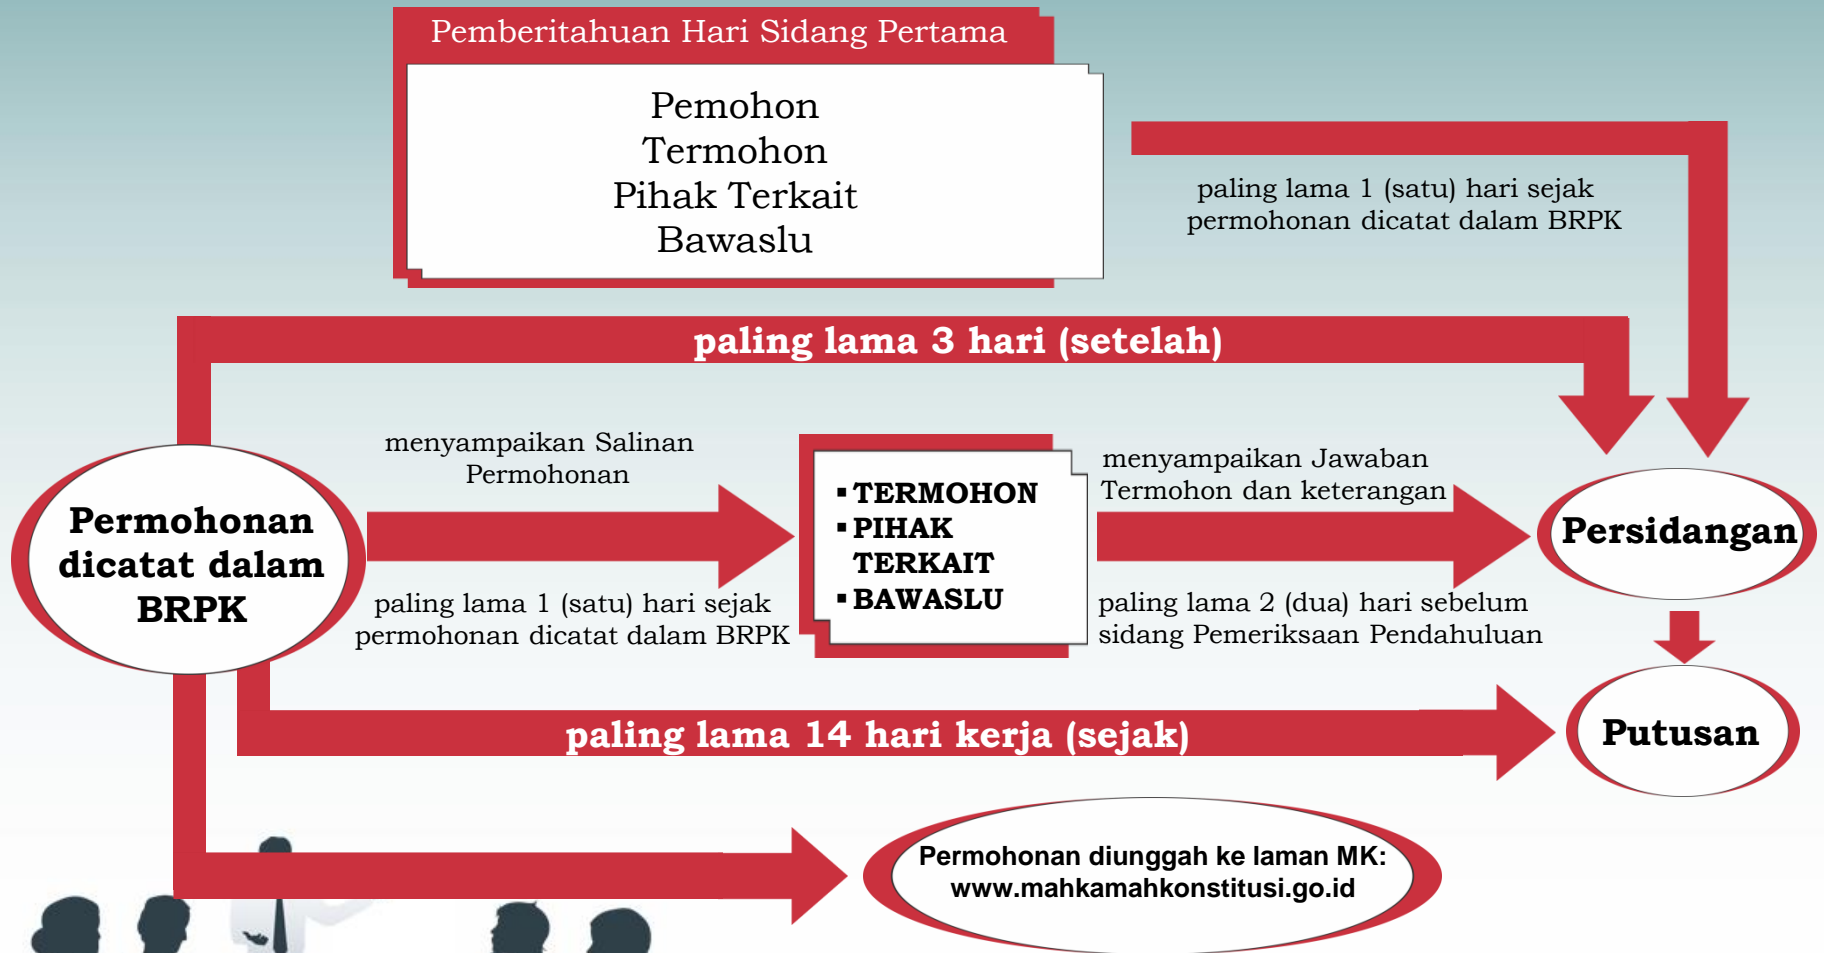 Pemberitahuan Hari Sidang Pertama
Pemohon
Termohon
Pihak Terkait
Bawaslu
paling lama 1 (satu) hari sejak
permohonan dicatat dalam BRPK
paling lama 3 hari (setelah)
Permohonan
dicatat dalam
BRPK
menyampaikan Salinan
Permohonan
paling lama 1 (satu) hari sejak
permohonan dicatat dalam BRPK
▪ TERMOHON
▪ PIHAK
TERKAIT
▪ BAWASLU
menyampaikan Jawaban
Termohon dan keterangan
paling lama 2 (dua) hari sebelum
sidang Pemeriksaan Pendahuluan
Persidangan
paling lama 14 hari kerja (sejak)
Putusan
Permohonan diunggah ke laman MK:
www.mahkamahkonstitusi.go.id